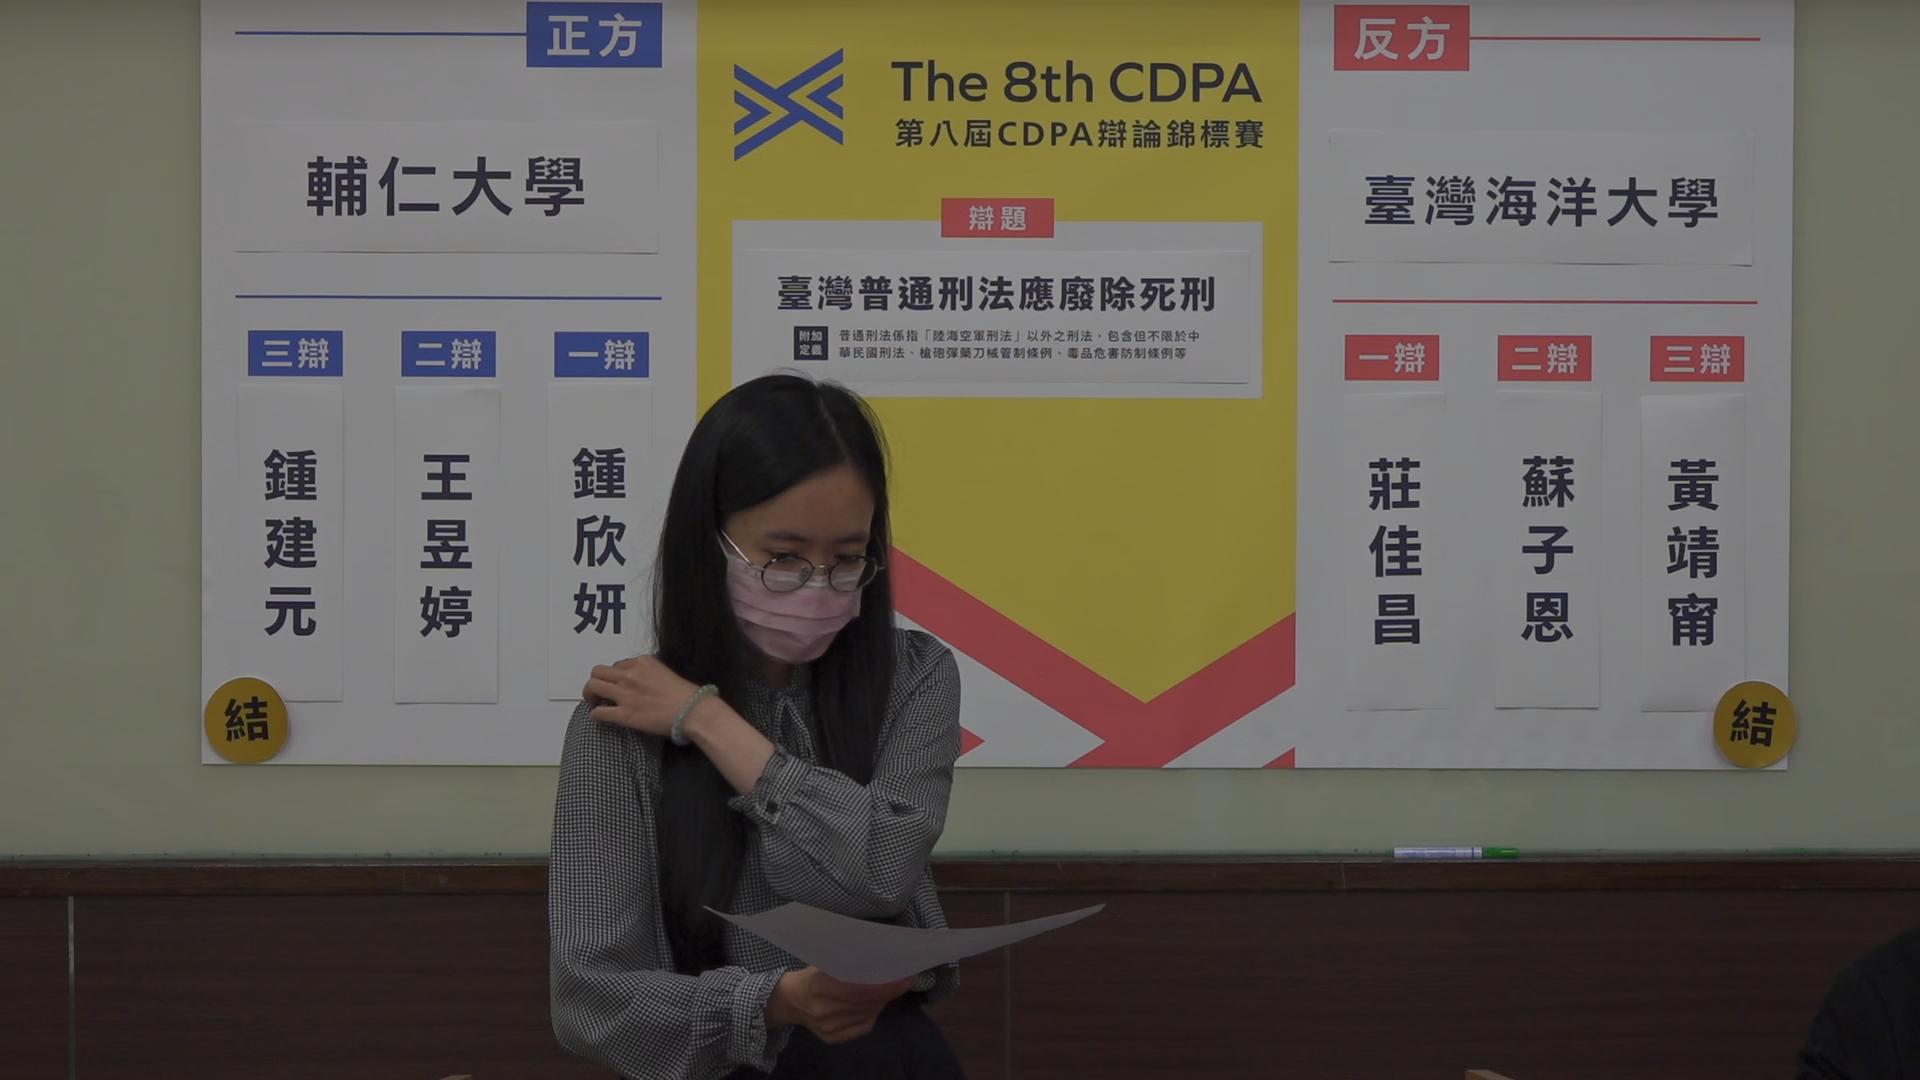 正方
輔仁大學
三辯
二辯
一辯
鍾建元
王昱婷
鍾欣妍
結
The 8th CDPA
第八屆CDPA辯論錦標賽
辯題
臺灣普通刑法應廢除死刑
附加
定義
普通刑法係指「陸海空軍刑法」以外之刑法，包含但不限於中
華民國刑法、槍砲彈藥刀械管制條例、毒品危害防制條例等
反方
臺灣海洋大學
一辯
二辯
三辯
莊佳昌
蘇子恩
黃靖甯
結